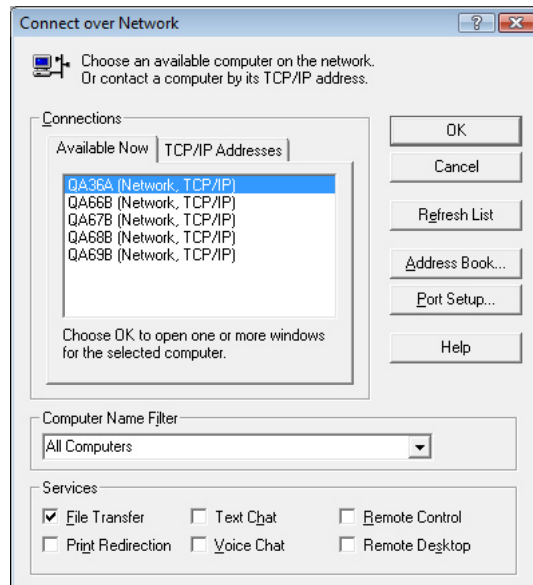 Connect over Network
Choose an available computer on the network.
Or contact a computer by its TCP/IP address.
Connections
Available Now
TCP/IP Addresses
QA36A (Network, TCP/IP)
QA66B (Network, TCP/IP)
QA67B (Network, TCP/IP)
QA68B (Network, TCP/IP)
QA69B (Network, TCP/IP)
Choose OK to open one or more windows
for the selected computer.
OK
Cancel
Refresh List
Address Book...
Port Setup...
Help
Computer Name Filter
All Computers
Services
File Transfer
Text Chat
Remote Control
Print Redirection
Voice Chat
Remote Desktop